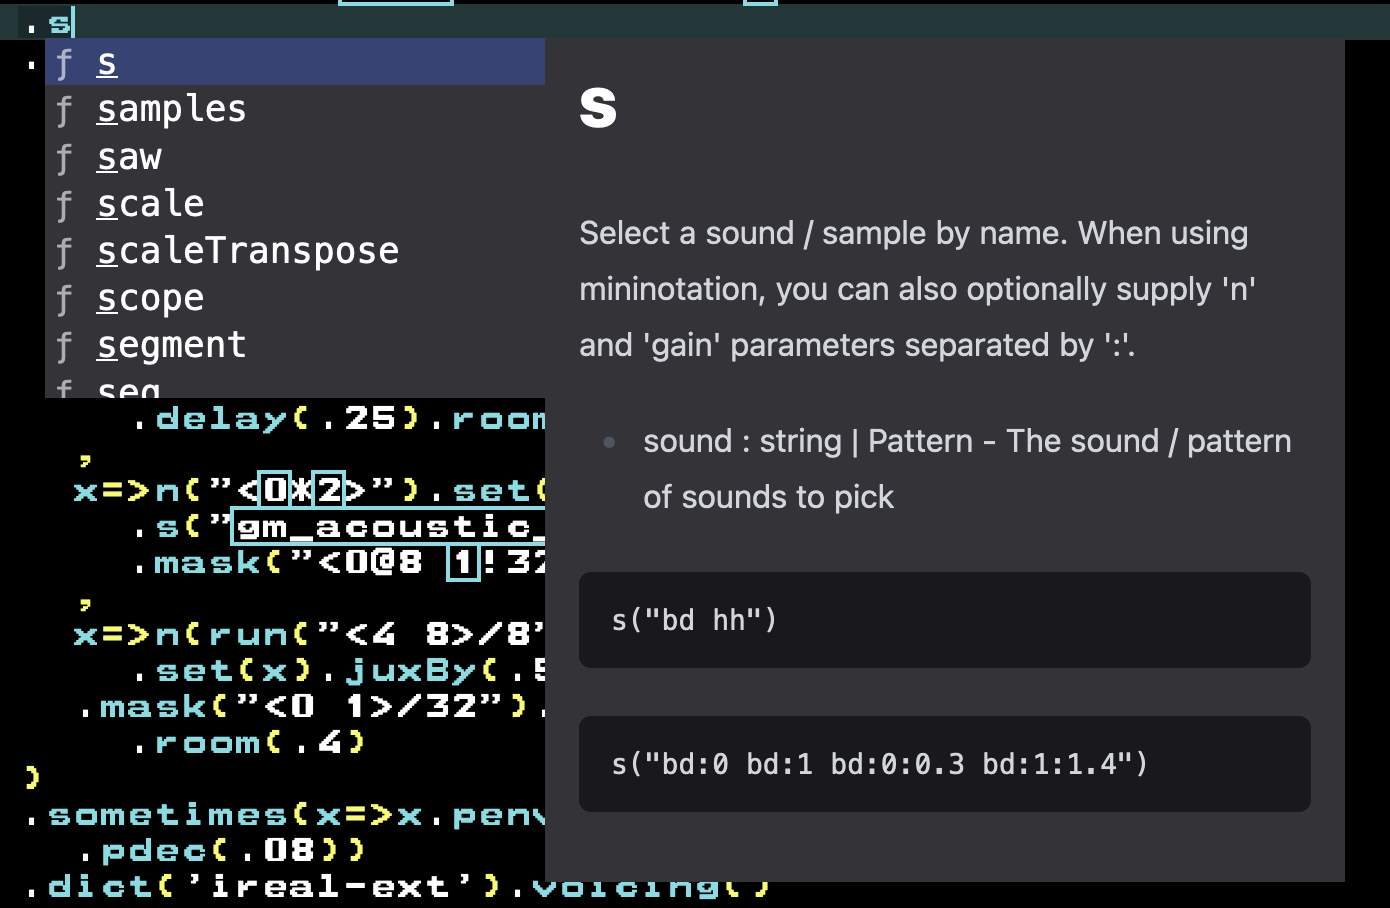 .s
.
ƒ s
ƒ samples
ƒ saw
ƒ scale
ƒ scaleTranspose
ƒ scope
ƒ segment
ƒ seq
s
Select a sound / sample by name. When using
mininotation, you can also optionally supply 'n'
and 'gain' parameters separated by ':'.
• sound : string | Pattern - The sound / pattern
of sounds to pick
s("bd hh")
s("bd:0 bd:1 bd:0:0.3 bd:1:1.4")
.delay(.25).room
,
x=>n("<0*2>").set(
.s("gm_acoustic_
.mask("<0@8 1!32
,
x=>n(run("<4 8>/8"
.set(x).juxBy(.5
.mask("<0 1>/32").
.room(.4)
)
.sometimes(x=>x.penv
.pdec(.08))
.dict('ireal-ext').voicing()